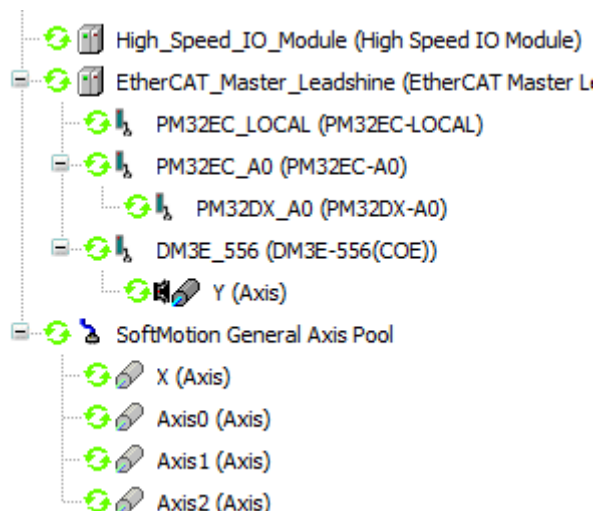 High_Speed_IO_Module (High Speed IO Module)
EtherCAT_Master_Leadshine (EtherCAT Master L
PM32EC_LOCAL (PM32EC-LOCAL)
PM32EC_A0 (PM32EC-A0)
PM32DX_A0 (PM32DX-A0)
DM3E_556 (DM3E-556(COE))
Y (Axis)
SoftMotion General Axis Pool
X (Axis)
Axis0 (Axis)
Axis1 (Axis)
Axis2 (Axis)